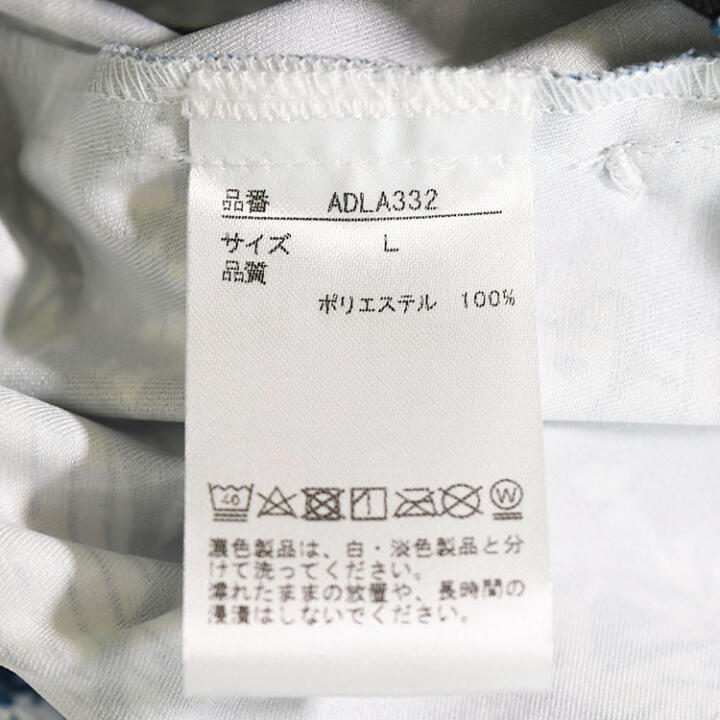 品番 ADLA332
サイズ L
品質
ポリエステル 100%
40 W
濃色製品は、白・淡色製品と分
けて洗ってください。
濡れたままの放置や、長時間の
浸漬はしないでください。